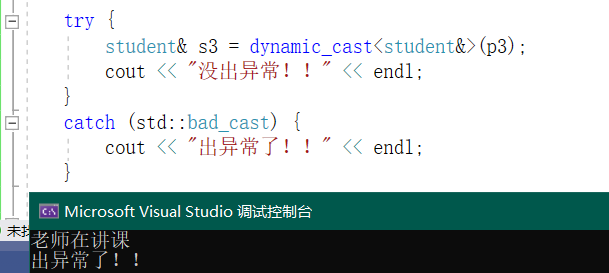 try {
student& s3 = dynamic_cast<student&>(p3);
cout << "没出异常！！" << endl;
}
catch (std::bad_cast) {
cout << "出异常了！！" << endl;
}
Microsoft Visual Studio 调试控制台
老师在讲课
出异常了！！